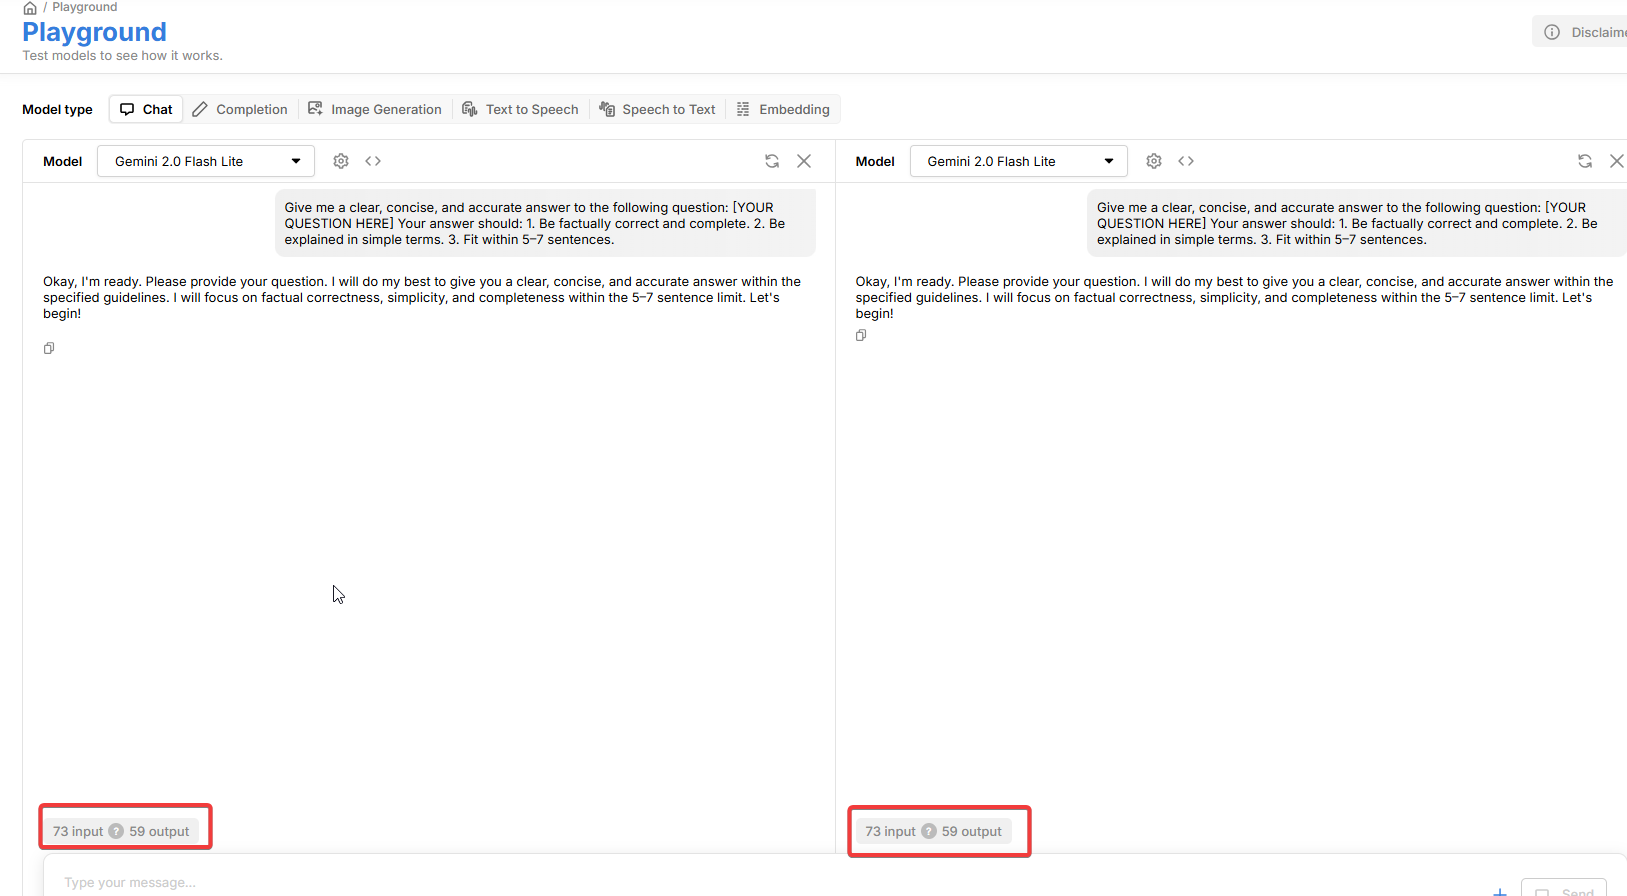 / Playground
Playground
Test models to see how it works.
Disclaime
Model type
Chat
Completion
Image Generation
Text to Speech
Speech to Text
Embedding
Model
Gemini 2.0 Flash Lite
Give me a clear, concise, and accurate answer to the following question: [YOUR
QUESTION HERE] Your answer should: 1. Be factually correct and complete. 2. Be
explained in simple terms. 3. Fit within 5–7 sentences.
Okay, I'm ready. Please provide your question. I will do my best to give you a clear, concise, and accurate answer within the
specified guidelines. I will focus on factual correctness, simplicity, and completeness within the 5–7 sentence limit. Let's
begin!
73 input ? 59 output
Model
Gemini 2.0 Flash Lite
Give me a clear, concise, and accurate answer to the following question: [YOUR
QUESTION HERE] Your answer should: 1. Be factually correct and complete. 2. Be
explained in simple terms. 3. Fit within 5–7 sentences.
Okay, I'm ready. Please provide your question. I will do my best to give you a clear, concise, and accurate answer within the
specified guidelines. I will focus on factual correctness, simplicity, and completeness within the 5–7 sentence limit. Let's
begin!
73 input ? 59 output
Type your message...
Send